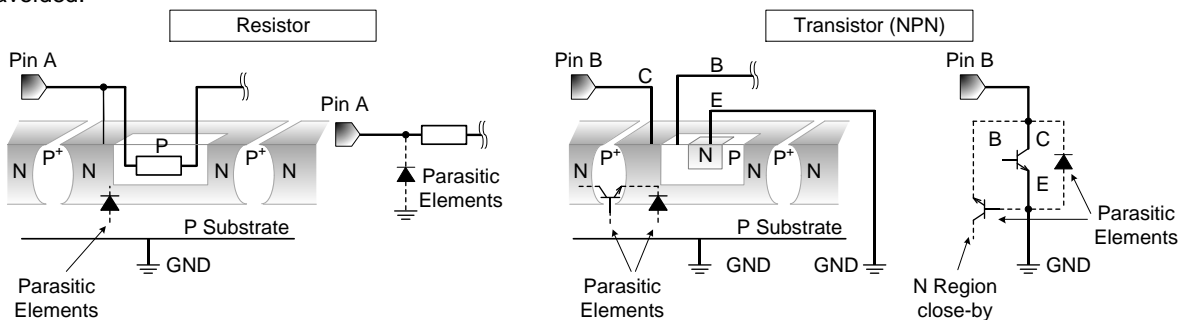 avoided.
Resistor
Transistor (NPN)
Pin A
Pin A
N
P+
N
P
N
P+
N
Parasitic
Elements
P Substrate
GND
Parasitic
Elements
Pin B
C
B
E
N
P+
N
N
P
P+
N
N
P Substrate
GND
GND
Parasitic
Elements
Pin B
B
C
E
Parasitic
Elements
GND
N Region
close-by